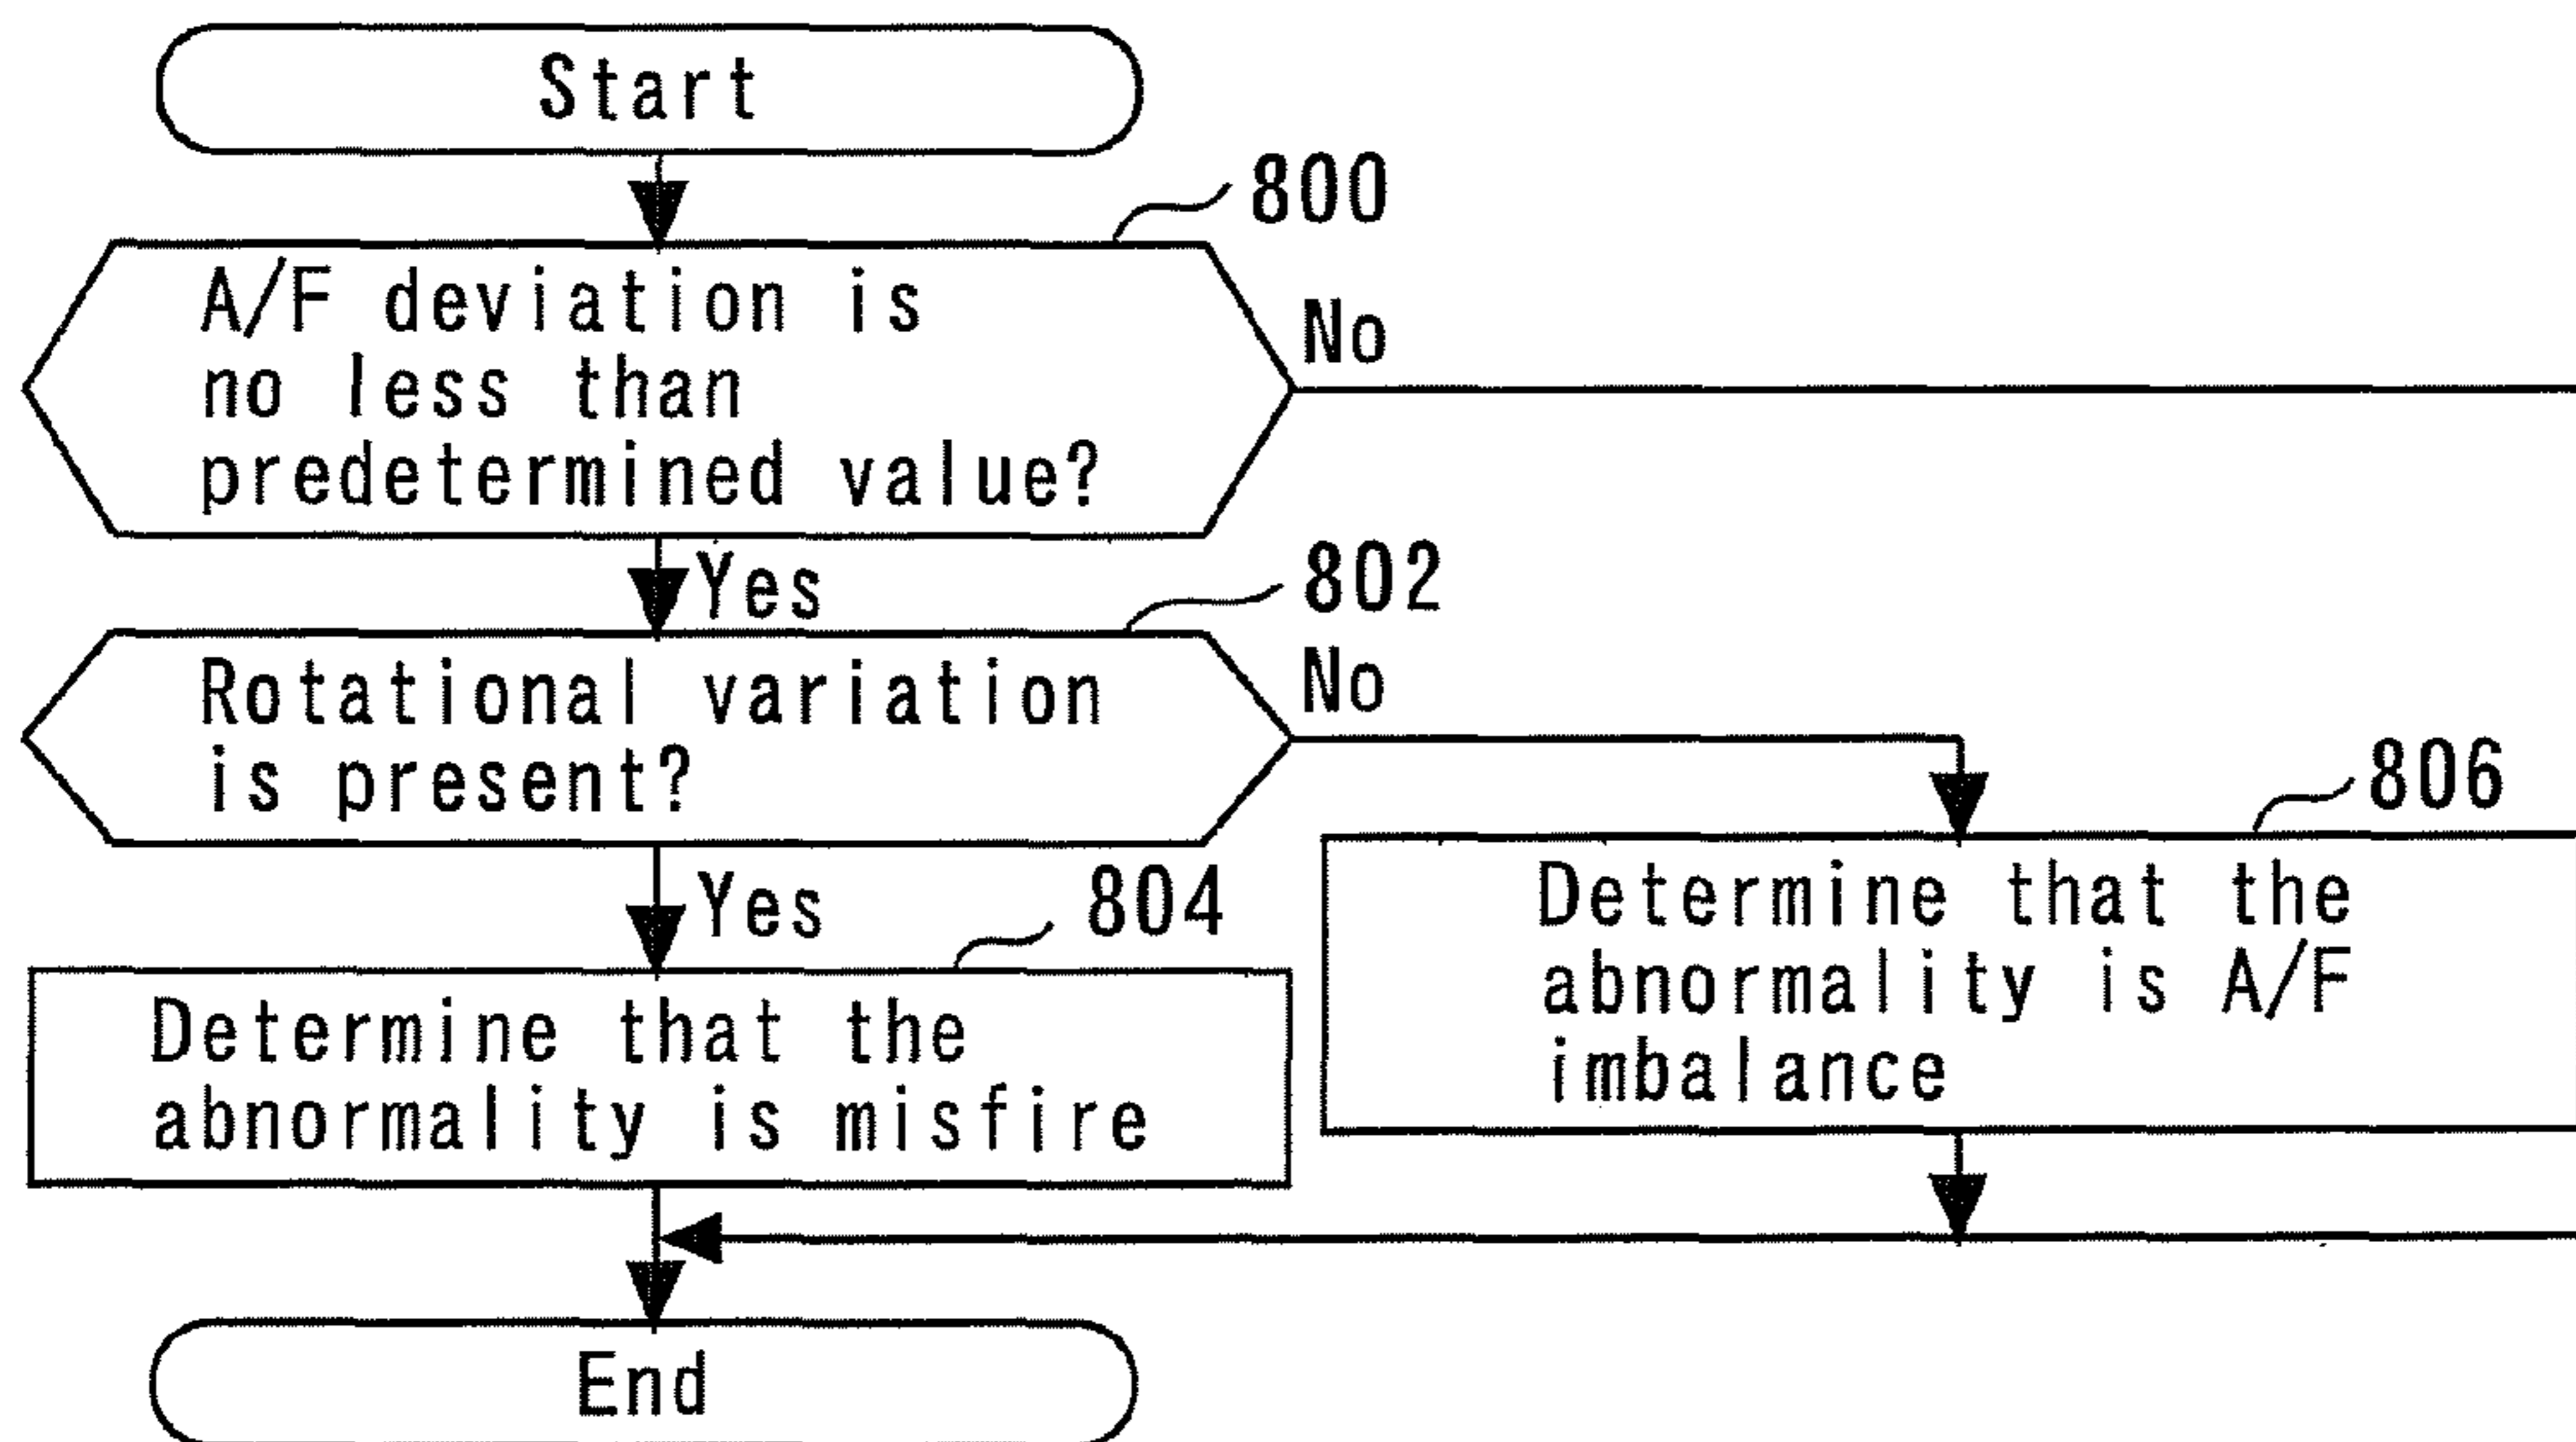 Start
800
A/F deviation is
no less than
predetermined value?
No
Yes
802
Rotational variation
is present?
No
806
Determine that the
abnormality is A/F
imbalance
Yes
804
Determine that the
abnormality is misfire
End